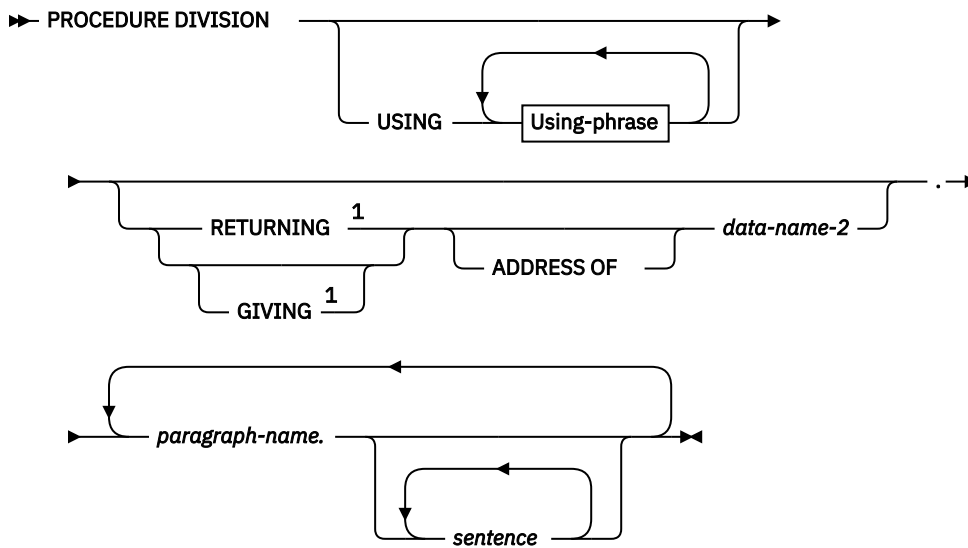 PROCEDURE DIVISION
USING Using-phrase
.
RETURNING 1 data-name-2
ADDRESS OF
GIVING 1
paragraph-name.
sentence